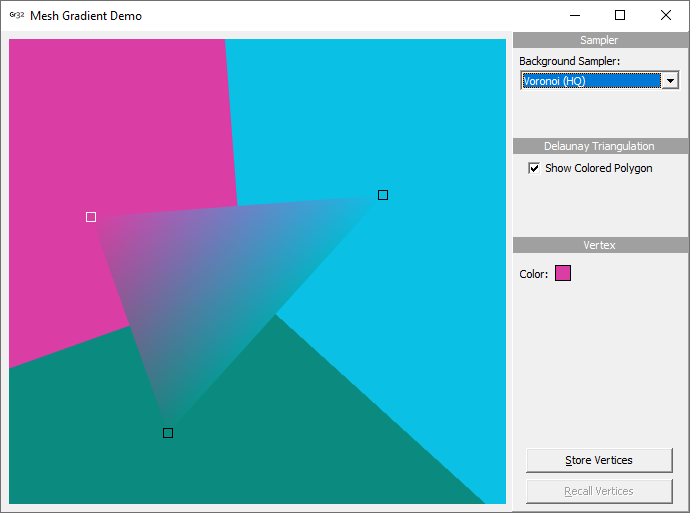 Gr32 Mesh Gradient Demo
Sampler
Background Sampler:
Voronoi (HQ)
Delaunay Triangulation
Show Colored Polygon
Vertex
Color:
Store Vertices
Recall Vertices